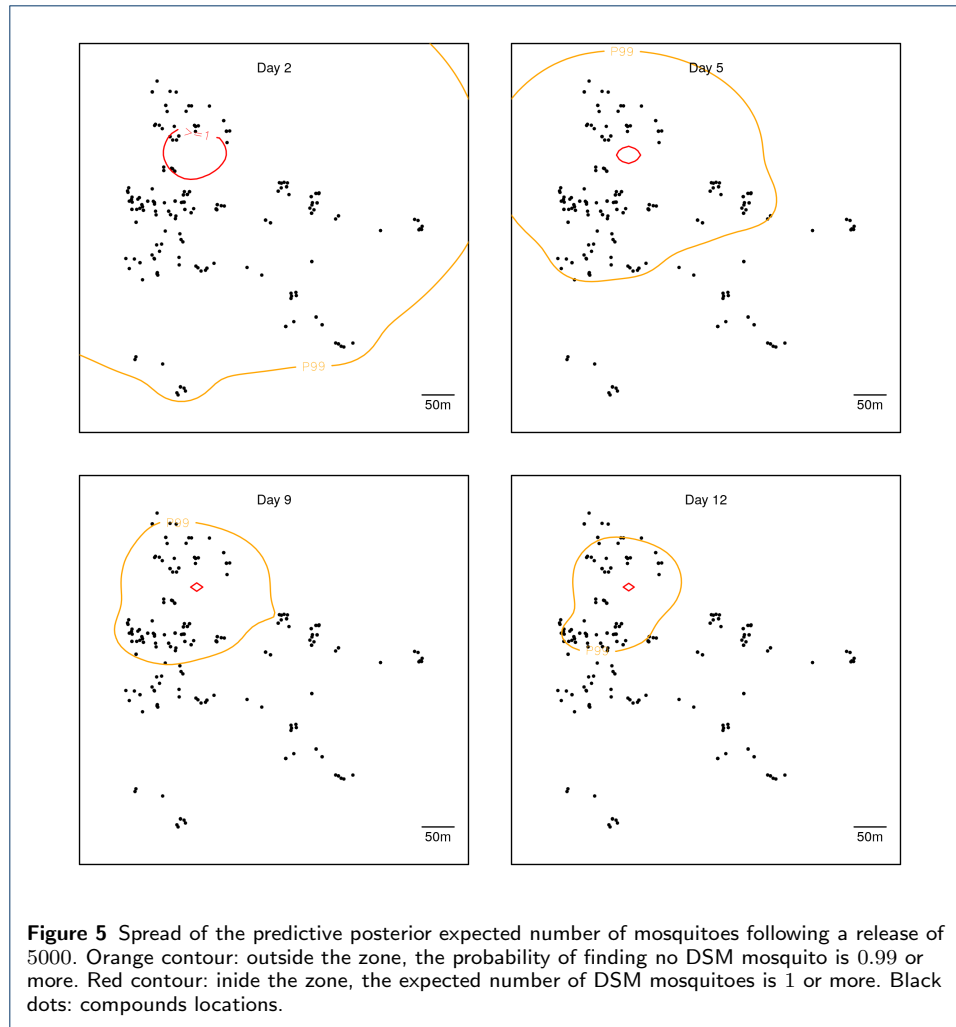 Day 2
>=1
P99
50m
P99
Day 5
50m
Day 9
P99
50m
Day 12
P99
50m
Figure 5 Spread of the predictive posterior expected number of mosquitoes following a release of
5000. Orange contour: outside the zone, the probability of finding no DSM mosquito is 0.99 or
more. Red contour: inide the zone, the expected number of DSM mosquitoes is 1 or more. Black
dots: compounds locations.